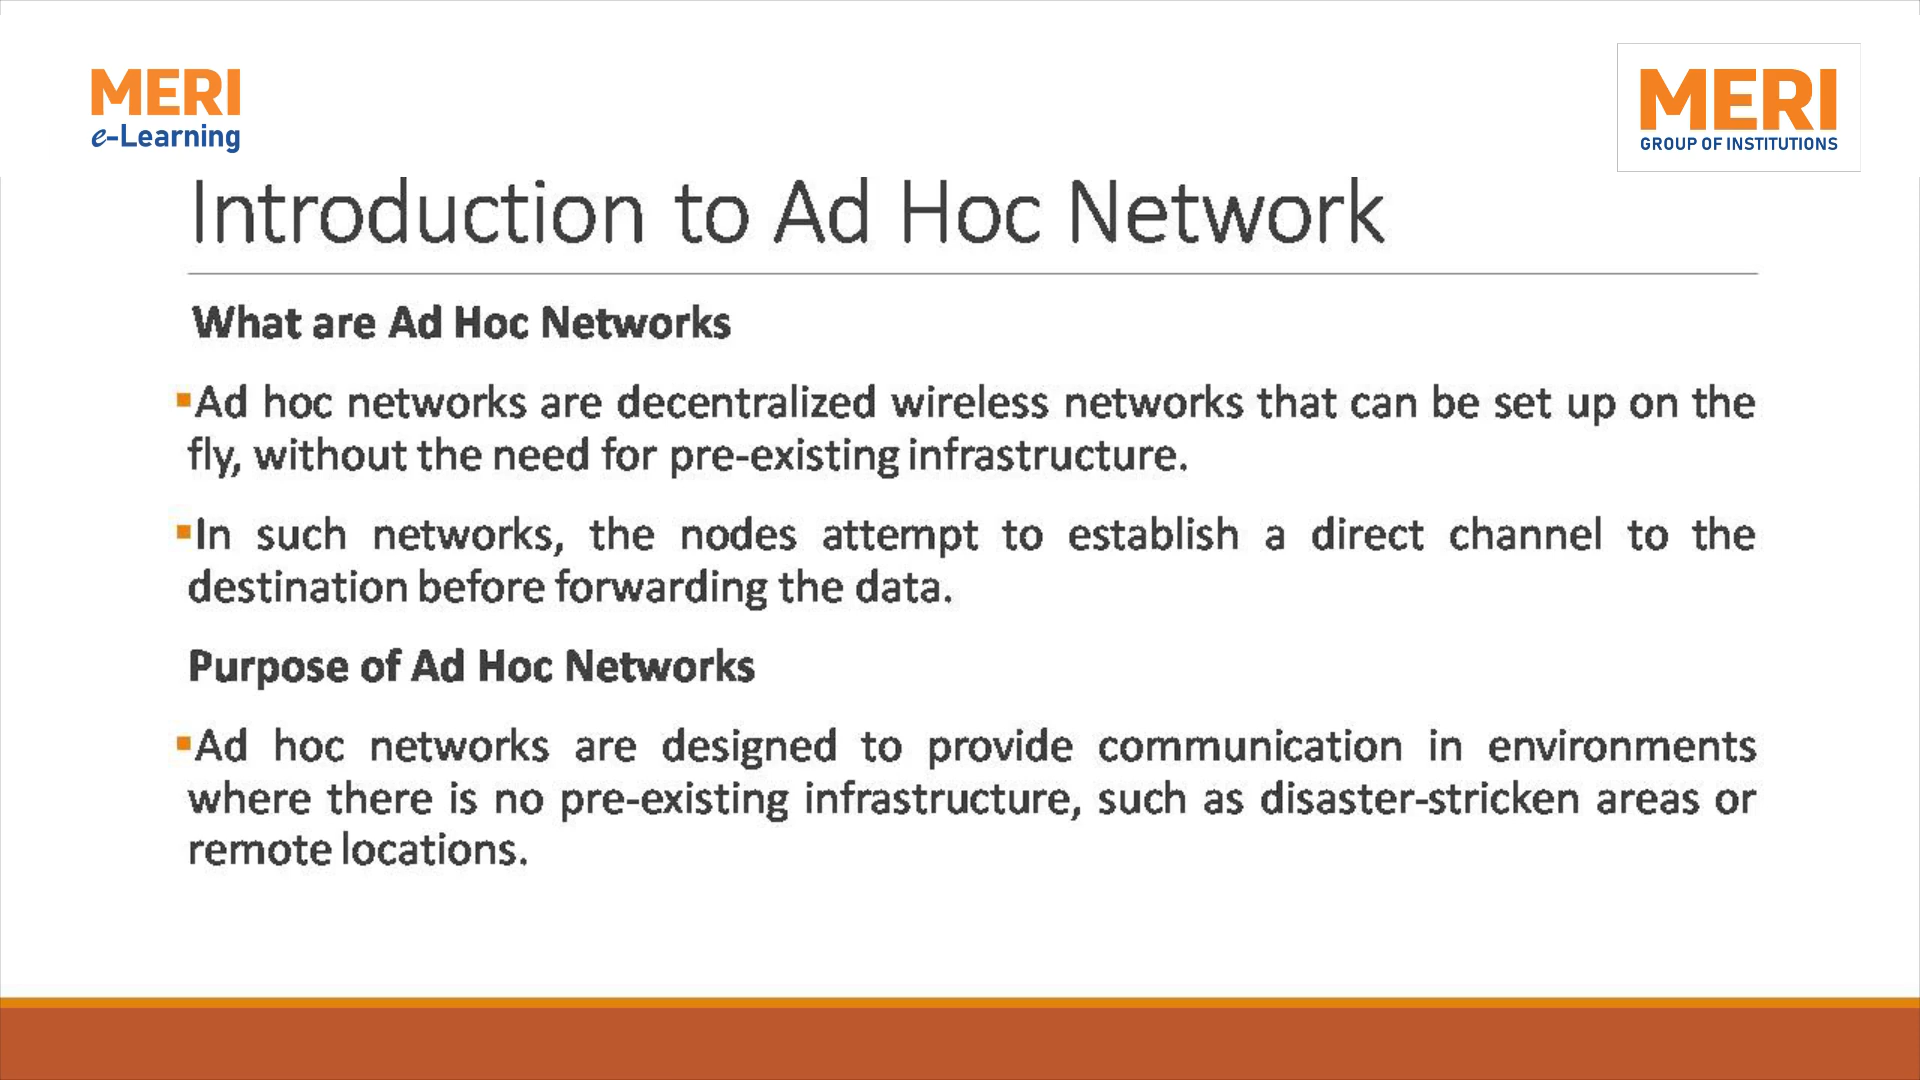 MERI
e-Learning
MERI
GROUP OF INSTITUTIONS
Introduction to Ad Hoc Network
What are Ad Hoc Networks
▪Ad hoc networks are decentralized wireless networks that can be set up on the
fly, without the need for pre-existing infrastructure.
▪In such networks, the nodes attempt to establish a direct channel to the
destination before forwarding the data.
Purpose of Ad Hoc Networks
▪Ad hoc networks are designed to provide communication in environments
where there is no pre-existing infrastructure, such as disaster-stricken areas or
remote locations.